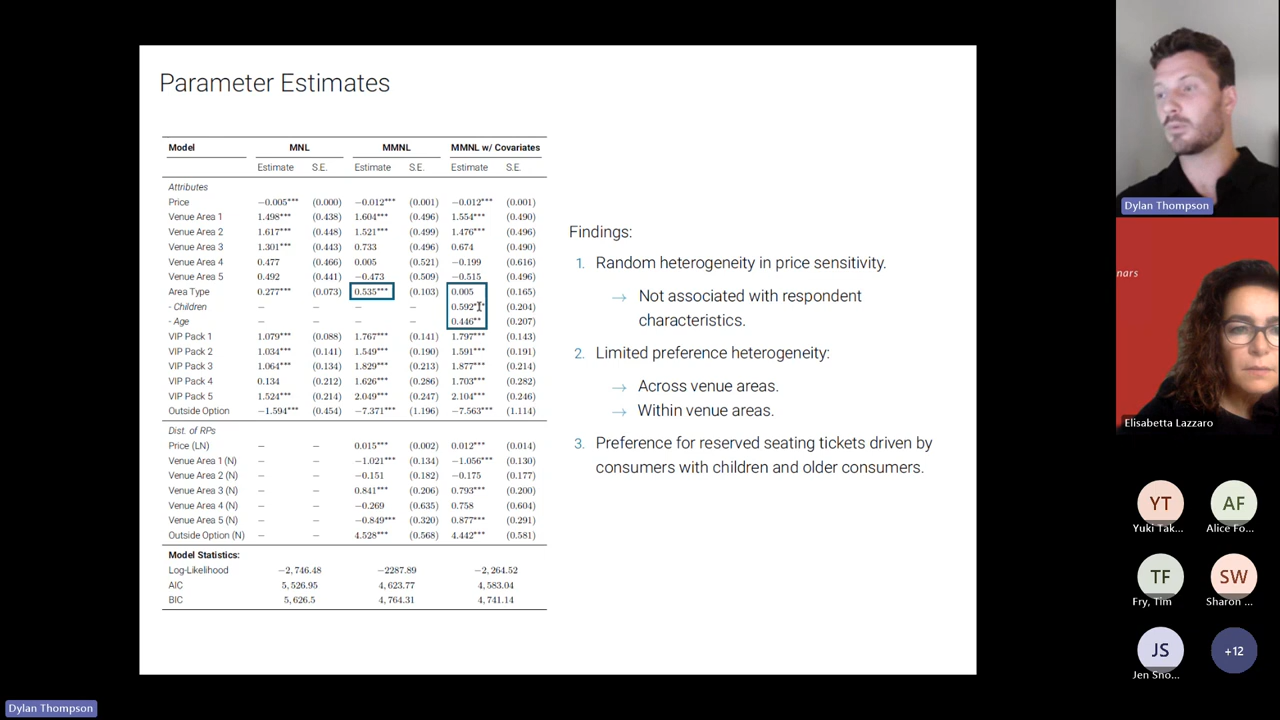 Parameter Estimates
Model MNL MMNL MMNL w/ Covariates
Estimate S.E. Estimate S.E. Estimate S.E.
Attributes
Price −0.005*** (0.000) −0.012*** (0.001) −0.012*** (0.001)
Venue Area 1 1.498*** (0.438) 1.604*** (0.496) 1.554*** (0.490)
Venue Area 2 1.617*** (0.448) 1.521*** (0.499) 1.476*** (0.496)
Venue Area 3 1.301*** (0.443) 0.733 (0.496) 0.674 (0.490)
Venue Area 4 0.477 (0.466) 0.005 (0.521) −0.199 (0.616)
Venue Area 5 0.492 (0.441) −0.473 (0.509) −0.515 (0.496)
Area Type 0.277*** (0.073) 0.535*** (0.103) 0.005 (0.165)
- Children – – – – 0.592** (0.204)
- Age – – – – 0.446** (0.207)
VIP Pack 1 1.079*** (0.088) 1.767*** (0.141) 1.797*** (0.143)
VIP Pack 2 1.034*** (0.141) 1.549*** (0.190) 1.591*** (0.191)
VIP Pack 3 1.064*** (0.134) 1.829*** (0.213) 1.877*** (0.214)
VIP Pack 4 0.134 (0.212) 1.626*** (0.286) 1.703*** (0.282)
VIP Pack 5 1.524*** (0.214) 2.049*** (0.247) 2.104*** (0.246)
Outside Option −1.594*** (0.454) −7.371*** (1.196) −7.563*** (1.114)
Dist. of RPs
Price (LN) – – 0.015*** (0.002) 0.012*** (0.014)
Venue Area 1 (N) – – −1.021*** (0.134) −1.056*** (0.130)
Venue Area 2 (N) – – −0.151 (0.182) −0.175 (0.177)
Venue Area 3 (N) – – 0.841*** (0.206) 0.793*** (0.200)
Venue Area 4 (N) – – −0.269 (0.635) 0.758 (0.604)
Venue Area 5 (N) – – −0.849*** (0.320) 0.877*** (0.291)
Outside Option (N) – – 4.528*** (0.568) 4.442*** (0.581)
Model Statistics:
Log-Likelihood −2,746.48 −2287.89 −2,264.52
AIC 5,526.95 4,623.77 4,583.04
BIC 5,626.5 4,764.31 4,741.14
Findings:
1. Random heterogeneity in price sensitivity.
→ Not associated with respondent
characteristics.
2. Limited preference heterogeneity:
→ Across venue areas.
→ Within venue areas.
3. Preference for reserved seating tickets driven by
consumers with children and older consumers.
Dylan Thompson
nars
Elisabetta Lazzaro
YT AF
Yuki Tak... Alice Fo...
TF SW
Fry, Tim Sharon ...
JS +12
Jen Sno...
Dylan Thompson